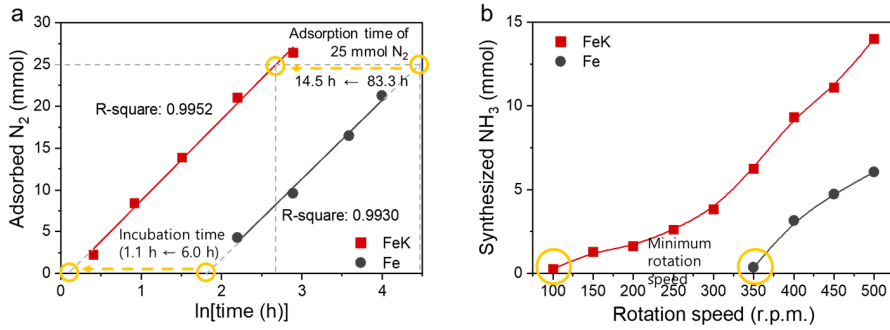 a
Adsorbed N₂ (mmol)
30
25
20
15
10
5
0
0
1
2
3
4
ln[time (h)]
Adsorption time of
25 mmol N₂
14.5 h ← 83.3 h
R-square: 0.9952
R-square: 0.9930
Incubation time
(1.1 h ← 6.0 h)
FeK
Fe
b
Synthesized NH₃ (mmol)
15
10
5
0
100 150 200 250 300 350 400 450 500
Rotation speed (r.p.m.)
FeK
Fe
Minimum
rotation
speed